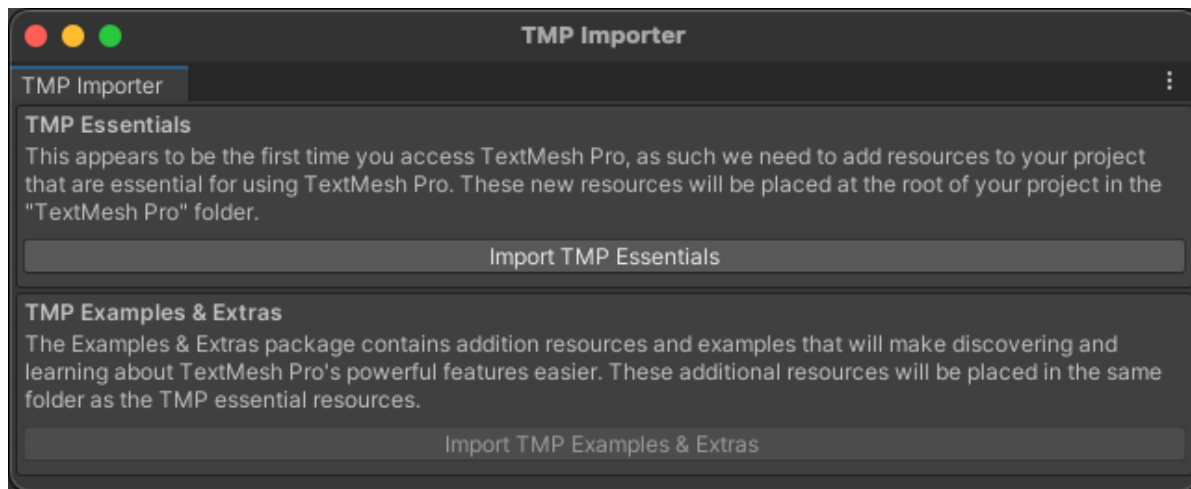 TMP Importer
TMP Importer
TMP Essentials
This appears to be the first time you access TextMesh Pro, as such we need to add resources to your project
that are essential for using TextMesh Pro. These new resources will be placed at the root of your project in the
"TextMesh Pro" folder.
Import TMP Essentials
TMP Examples & Extras
The Examples & Extras package contains addition resources and examples that will make discovering and
learning about TextMesh Pro's powerful features easier. These additional resources will be placed in the same
folder as the TMP essential resources.
Import TMP Examples & Extras